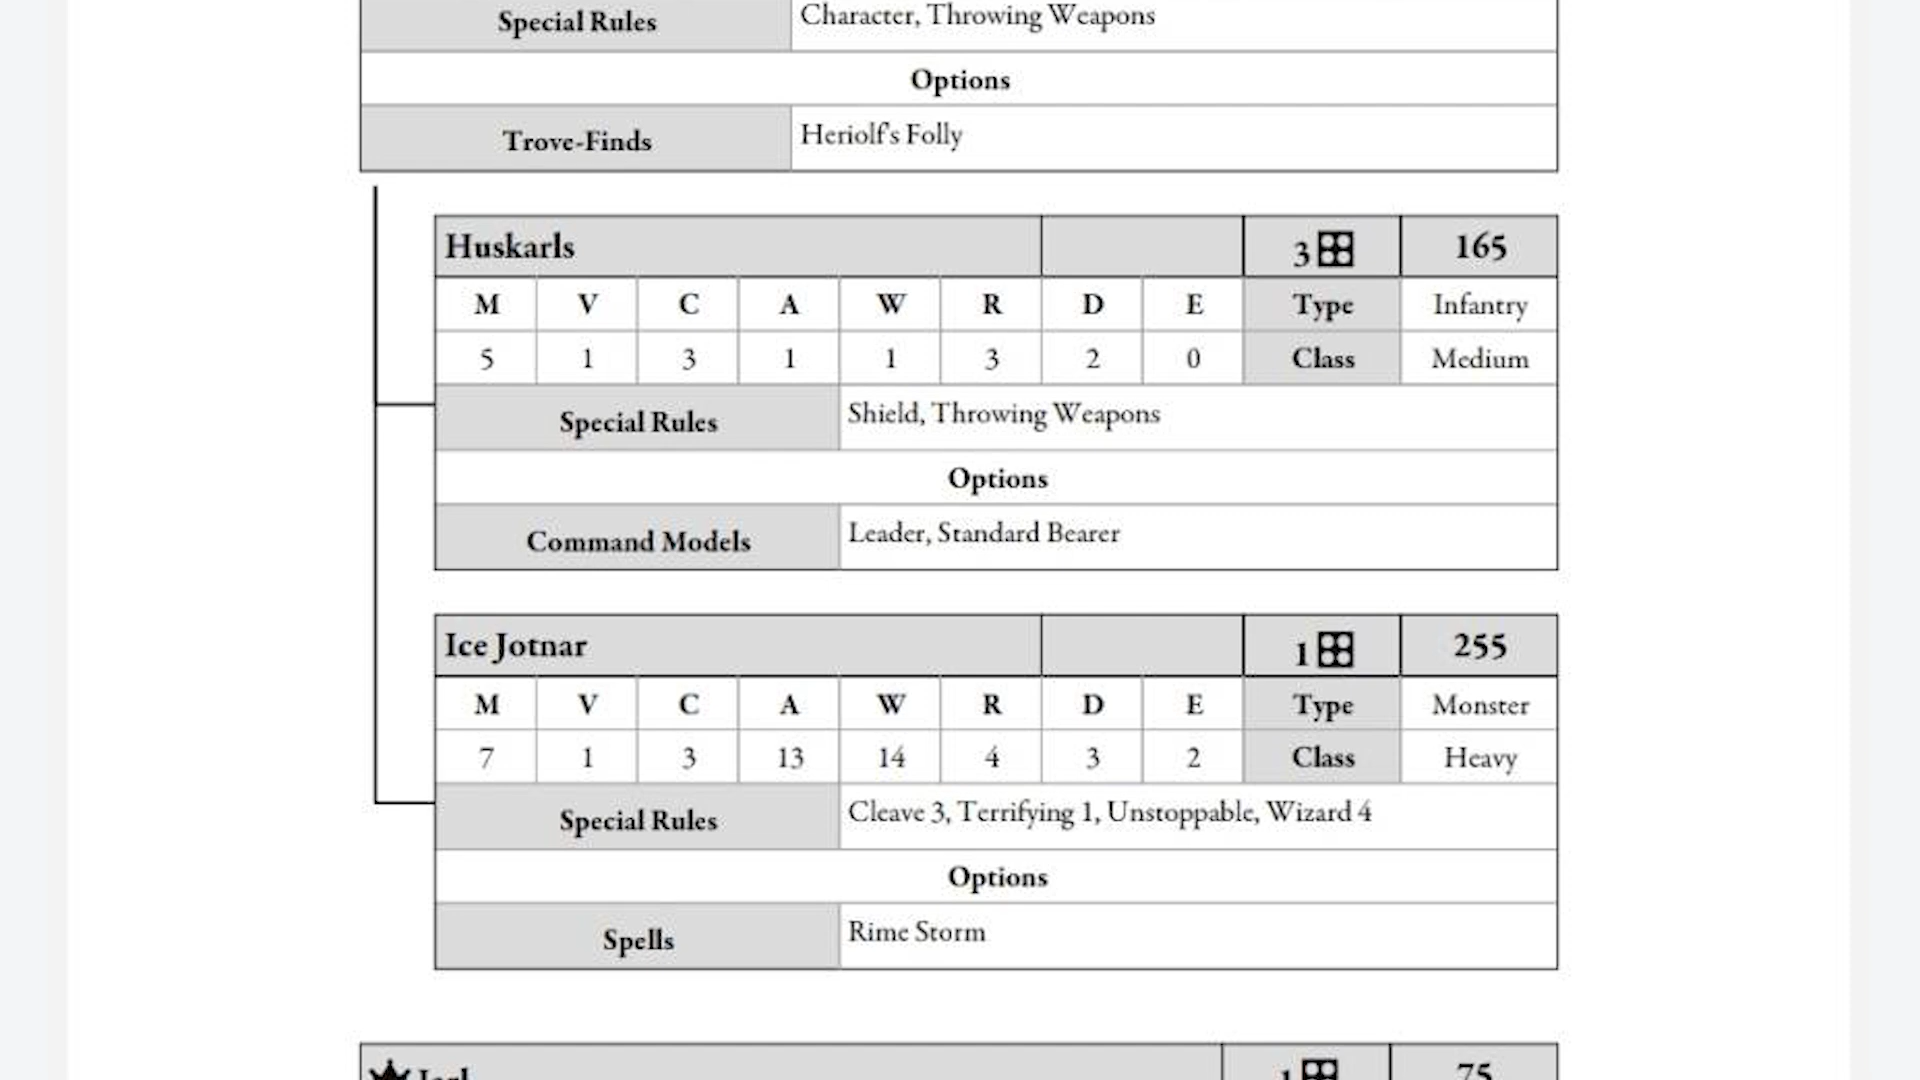 Special Rules Character, Throwing Weapons
Options
Trove-Finds Heriolf's Folly
Huskarls 3 165
M V C A W R D E Type Infantry
5 1 3 1 1 3 2 0 Class Medium
Special Rules Shield, Throwing Weapons
Options
Command Models Leader, Standard Bearer
Ice Jotnar 1 255
M V C A W R D E Type Monster
7 1 3 13 14 4 3 2 Class Heavy
Special Rules Cleave 3, Terrifying 1, Unstoppable, Wizard 4
Options
Spells Rime Storm
Jarl 1 75